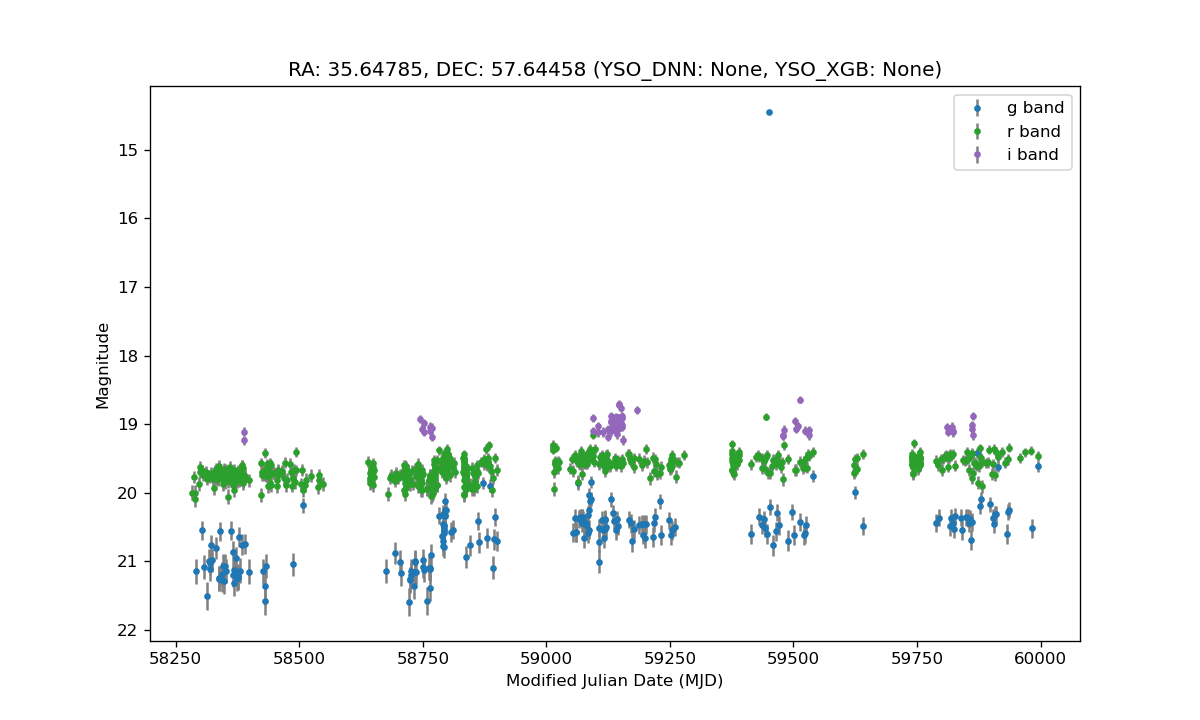 RA: 35.64785, DEC: 57.64458 (YSO_DNN: None, YSO_XGB: None)
g band
r band
i band
Magnitude
15
16
17
18
19
20
21
22
58250 58500 58750 59000 59250 59500 59750 60000
Modified Julian Date (MJD)